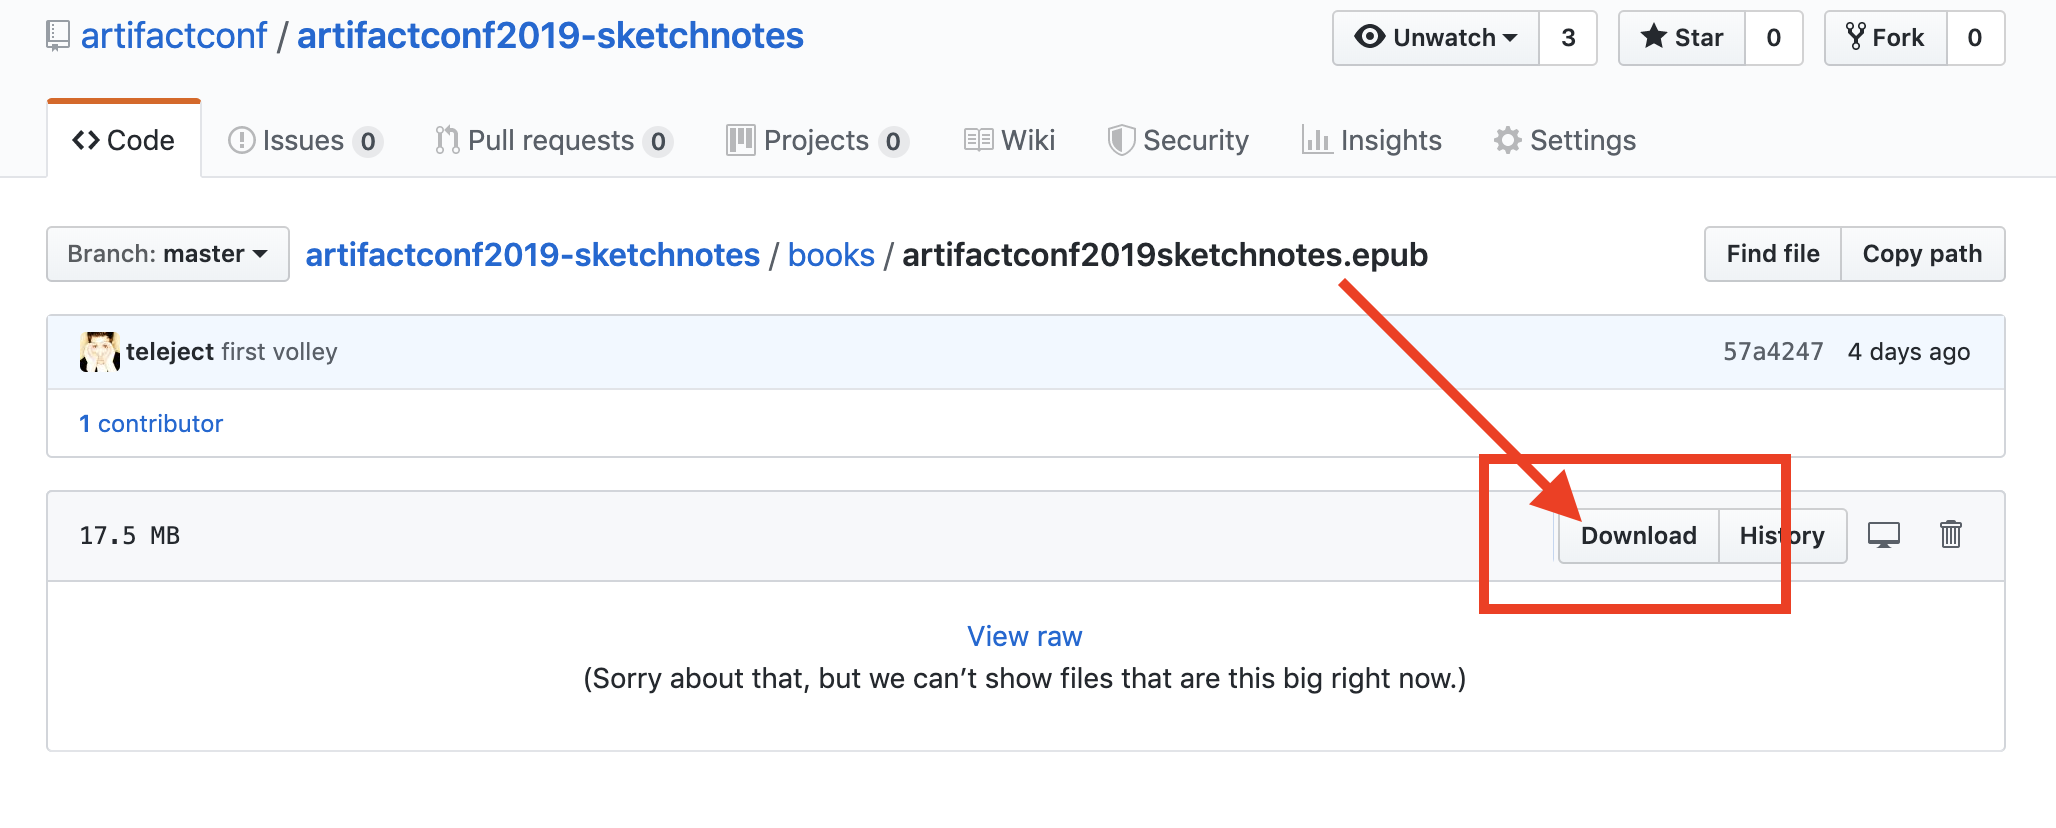 artifactconf / artifactconf2019-sketchnotes
Unwatch 3 Star 0 Fork 0
Code Issues 0 Pull requests 0 Projects 0 Wiki Security Insights Settings
Branch: master artifactconf2019-sketchnotes / books / artifactconf2019sketchnotes.epub Find file Copy path
teleject first volley 57a4247 4 days ago
1 contributor
17.5 MB Download History
View raw
(Sorry about that, but we can’t show files that are this big right now.)